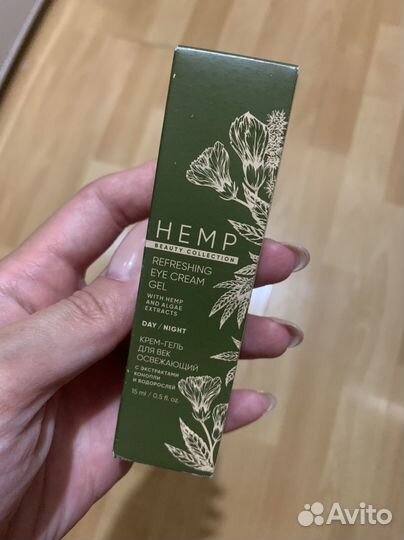 HEMP
BEAUTY COLLECTION
REFRESHING
EYE CREAM
GEL
WITH HEMP
AND ALGAE
EXTRACTS
DAY / NIGHT
КРЕМ-ГЕЛЬ
ДЛЯ ВЕК
ОСВЕЖАЮЩИЙ
С ЭКСТРАКТАМИ
КОНОПЛИ
И ВОДОРОСЛЕЙ
15 ml / 0.5 fl. oz.
Avito